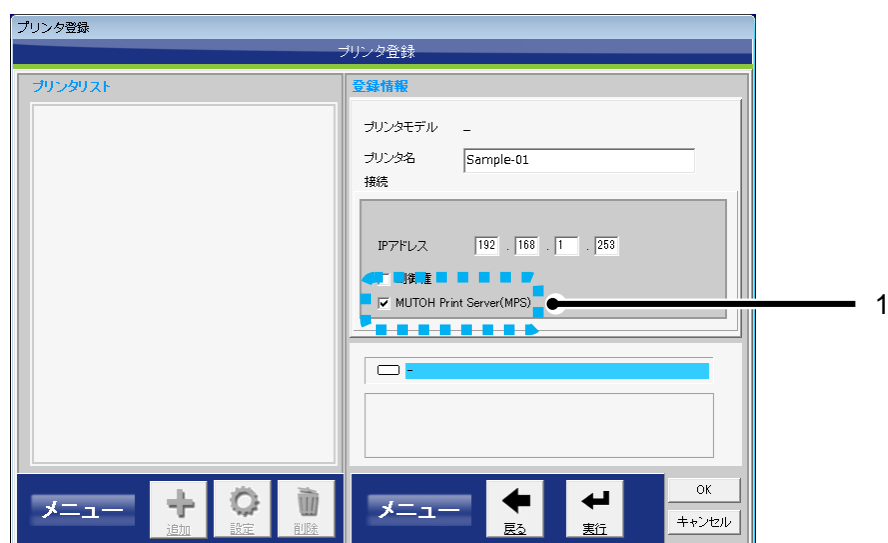 プリンタ登録
プリンタ登録
プリンタリスト
登録情報
プリンタモデル –
プリンタ名 Sample-01
接続
IPアドレス 192 . 168 . 1 . 253
制御権
MUTOH Print Server(MPS)
1
-
メニュー
追加
設定
削除
メニュー
戻る
実行
OK
キャンセル